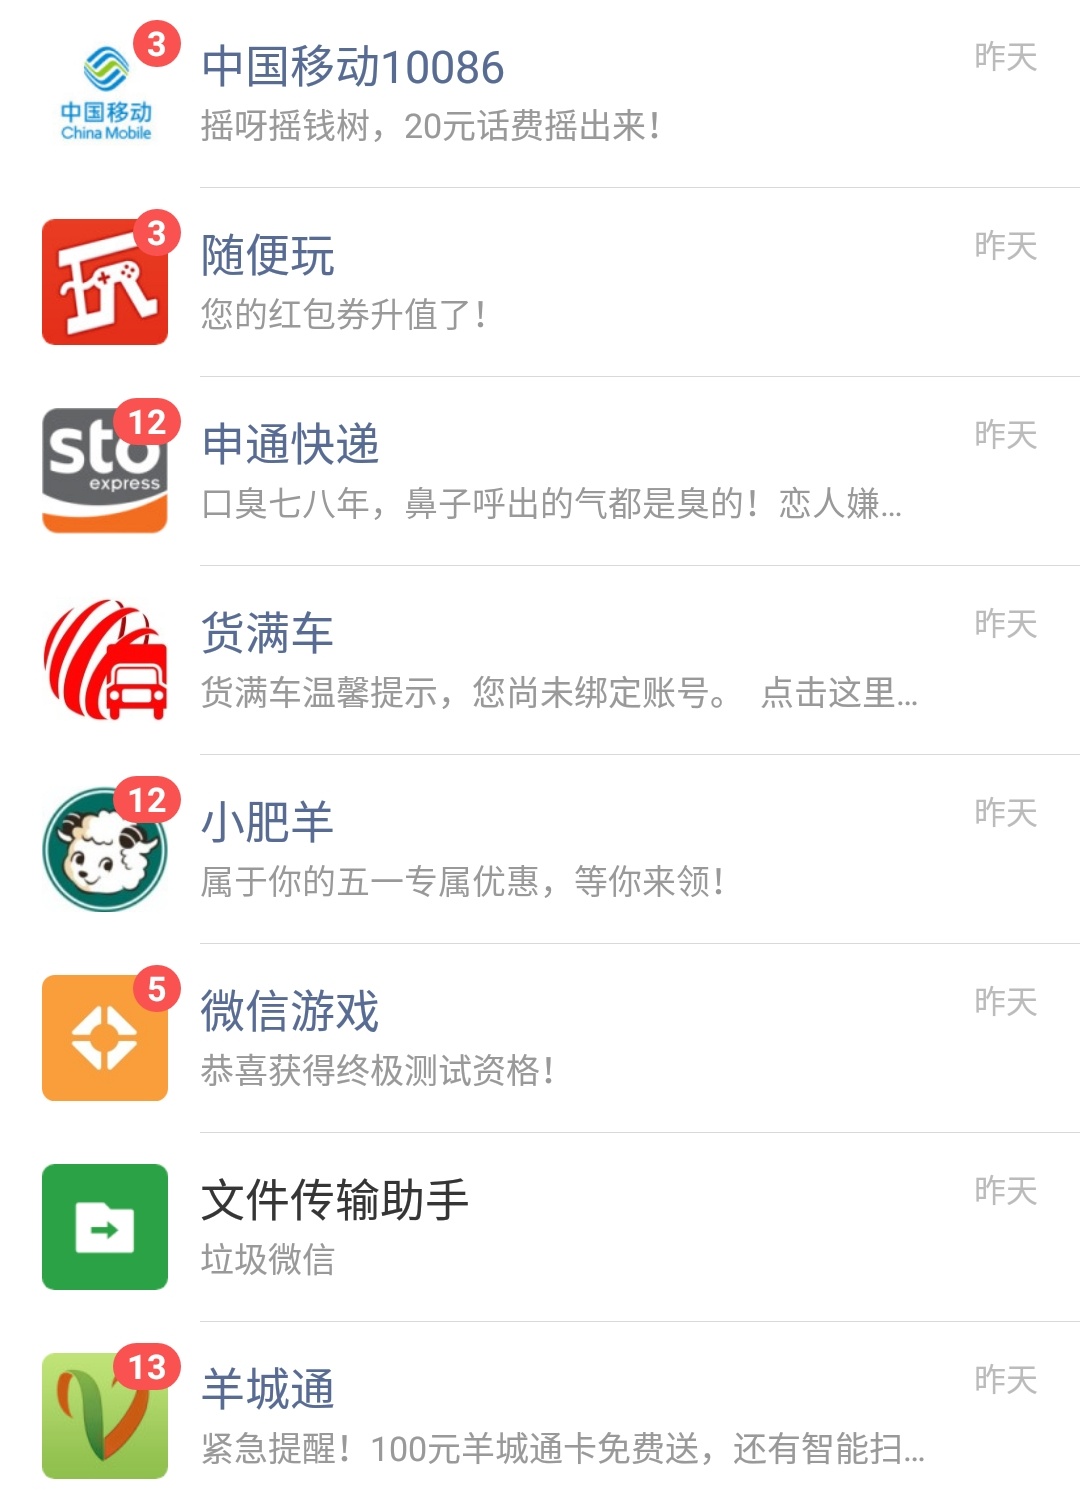 3
中国移动10086
昨天
中国移动
China Mobile
摇呀摇钱树，20元话费摇出来！
玩
3
随便玩
昨天
您的红包券升值了！
sto
express
12
申通快递
昨天
口臭七八年，鼻子呼出的气都是臭的！恋人嫌...
货满车
昨天
货满车温馨提示，您尚未绑定账号。 点击这里...
12
小肥羊
昨天
属于你的五一专属优惠，等你来领！
5
微信游戏
昨天
恭喜获得终极测试资格！
文件传输助手
昨天
垃圾微信
13
羊城通
昨天
紧急提醒！100元羊城通卡免费送，还有智能扫...